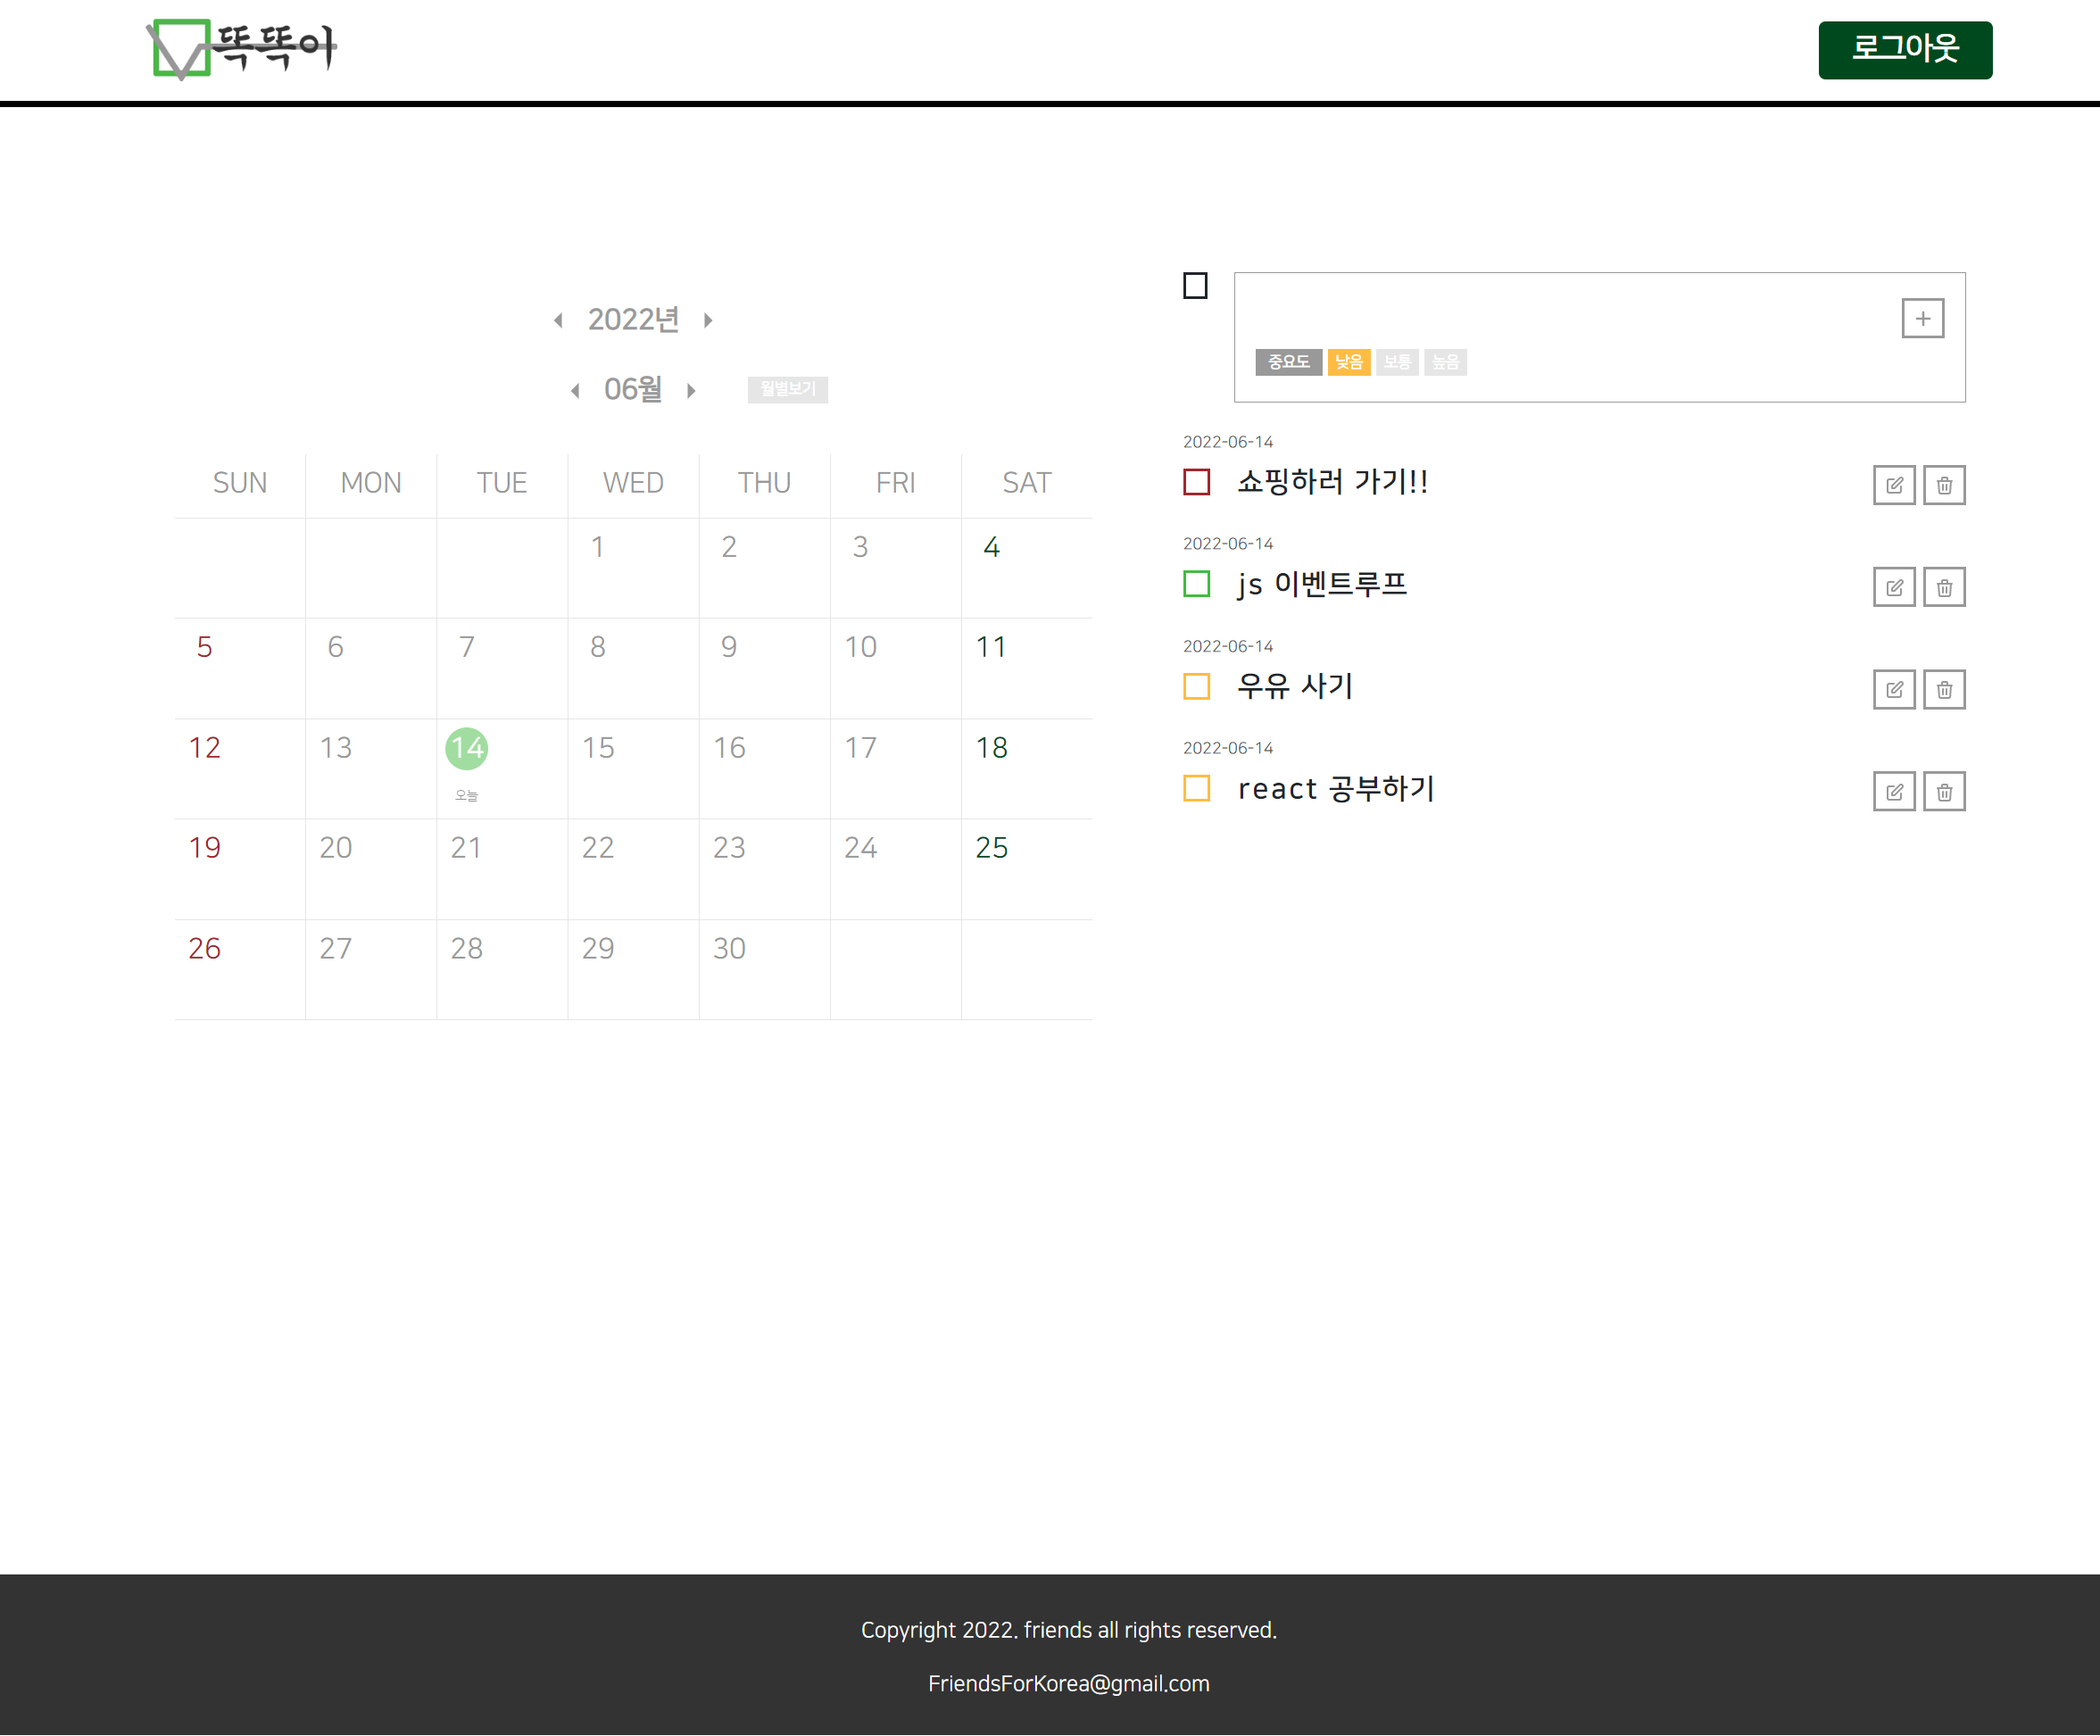 똑똑이
로그아웃
2022년
06월
월별보기
SUN MON TUE WED THU FRI SAT
1 2 3 4
5 6 7 8 9 10 11
12 13 14 15 16 17 18
오늘
19 20 21 22 23 24 25
26 27 28 29 30
중요도 낮음 보통 높음
2022-06-14
쇼핑하러 가기!!
2022-06-14
js 이벤트루프
2022-06-14
우유 사기
2022-06-14
react 공부하기
Copyright 2022. friends all rights reserved.
FriendsForKorea@gmail.com